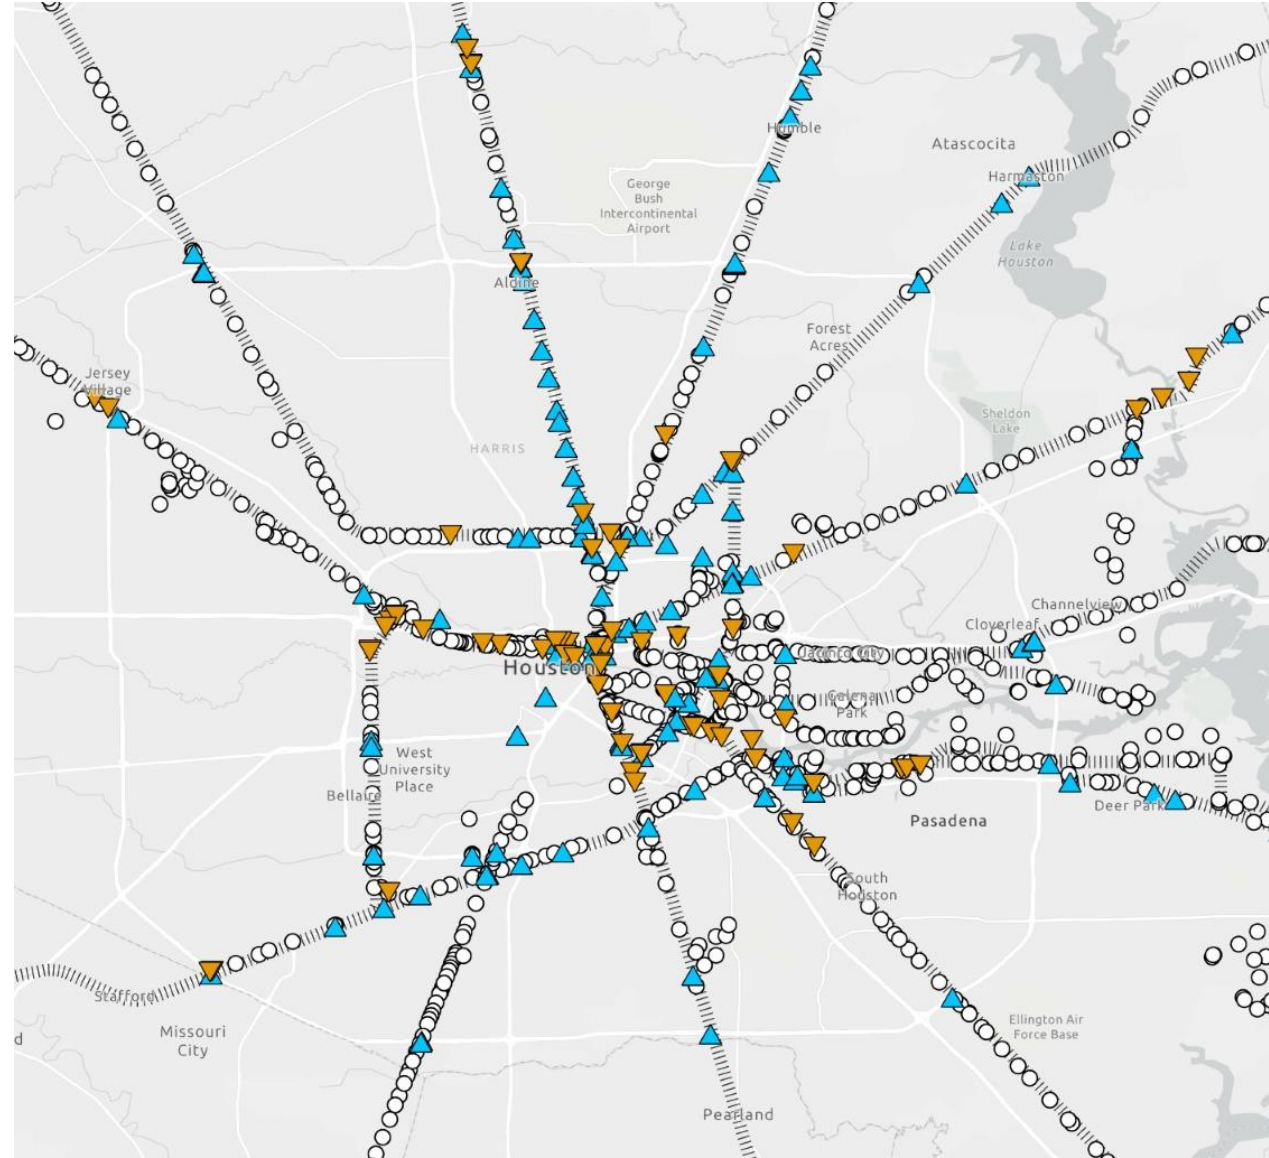 Humble
Atascocita
Harmaston
George
Bush
Intercontinental
Airport
Lake
Houston
Aldine
Forest
Acres
Jersey
Village
Sheldon
Lake
HARRIS
Channelview
Cloverleaf
Jacinto City
Houston
Galena
Park
West
University
Place
Bellaire
Deer Park
Pasadena
South
Houston
Stafford
Missouri
City
Ellington Air
Force Base
d
Pearland